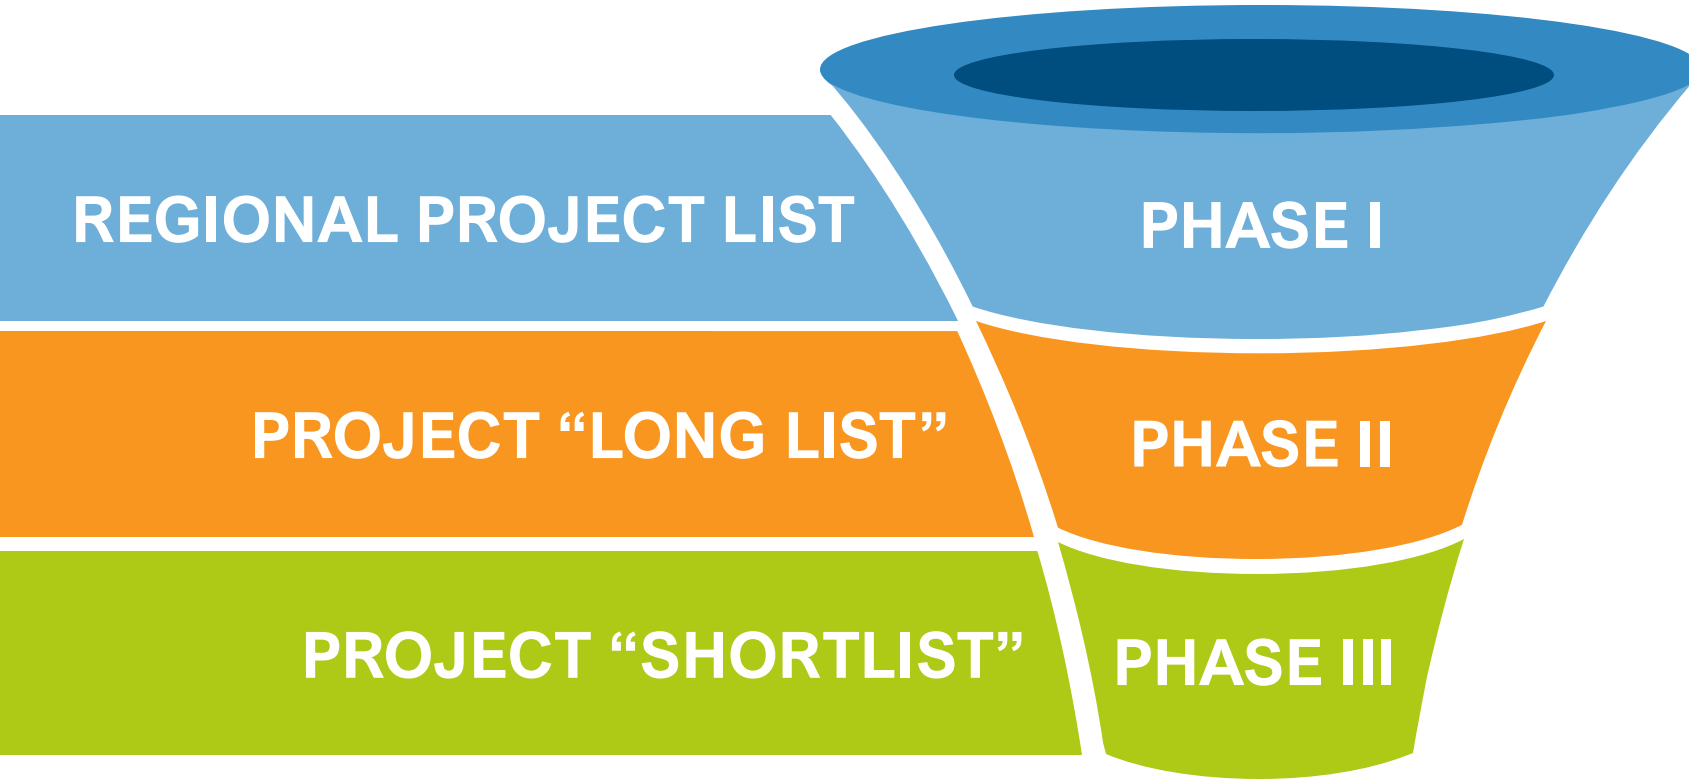 REGIONAL PROJECT LIST
PHASE I
PROJECT “LONG LIST”
PHASE II
PROJECT “SHORTLIST”
PHASE III